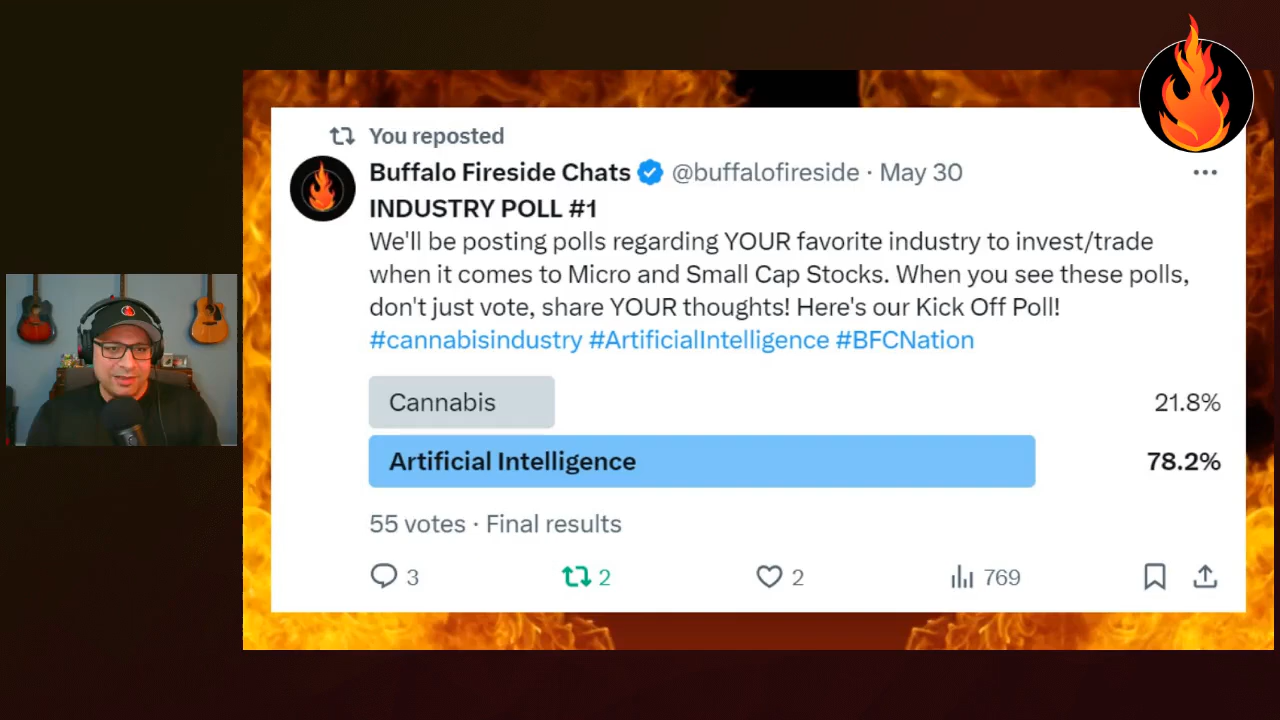 You reposted
Buffalo Fireside Chats @buffalofireside · May 30
INDUSTRY POLL #1
We'll be posting polls regarding YOUR favorite industry to invest/trade
when it comes to Micro and Small Cap Stocks. When you see these polls,
don't just vote, share YOUR thoughts! Here's our Kick Off Poll!
#cannabisindustry #ArtificialIntelligence #BFCNation
Cannabis 21.8%
Artificial Intelligence 78.2%
55 votes · Final results
3 2 2 769